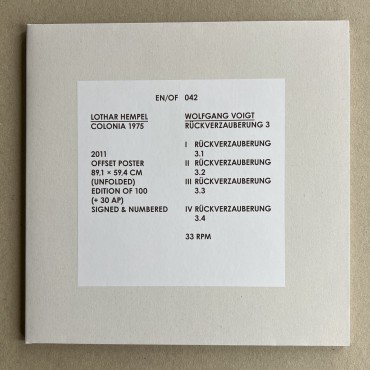 EN/OF 042
LOTHAR HEMPEL
COLONIA 1975
2011
OFFSET POSTER
89,1 × 59,4 CM
(UNFOLDED)
EDITION OF 100
(+ 30 AP)
SIGNED & NUMBERED
WOLFGANG VOIGT
RÜCKVERZAUBERUNG 3
I RÜCKVERZAUBERUNG
3.1
II RÜCKVERZAUBERUNG
3.2
III RÜCKVERZAUBERUNG
3.3
IV RÜCKVERZAUBERUNG
3.4
33 RPM